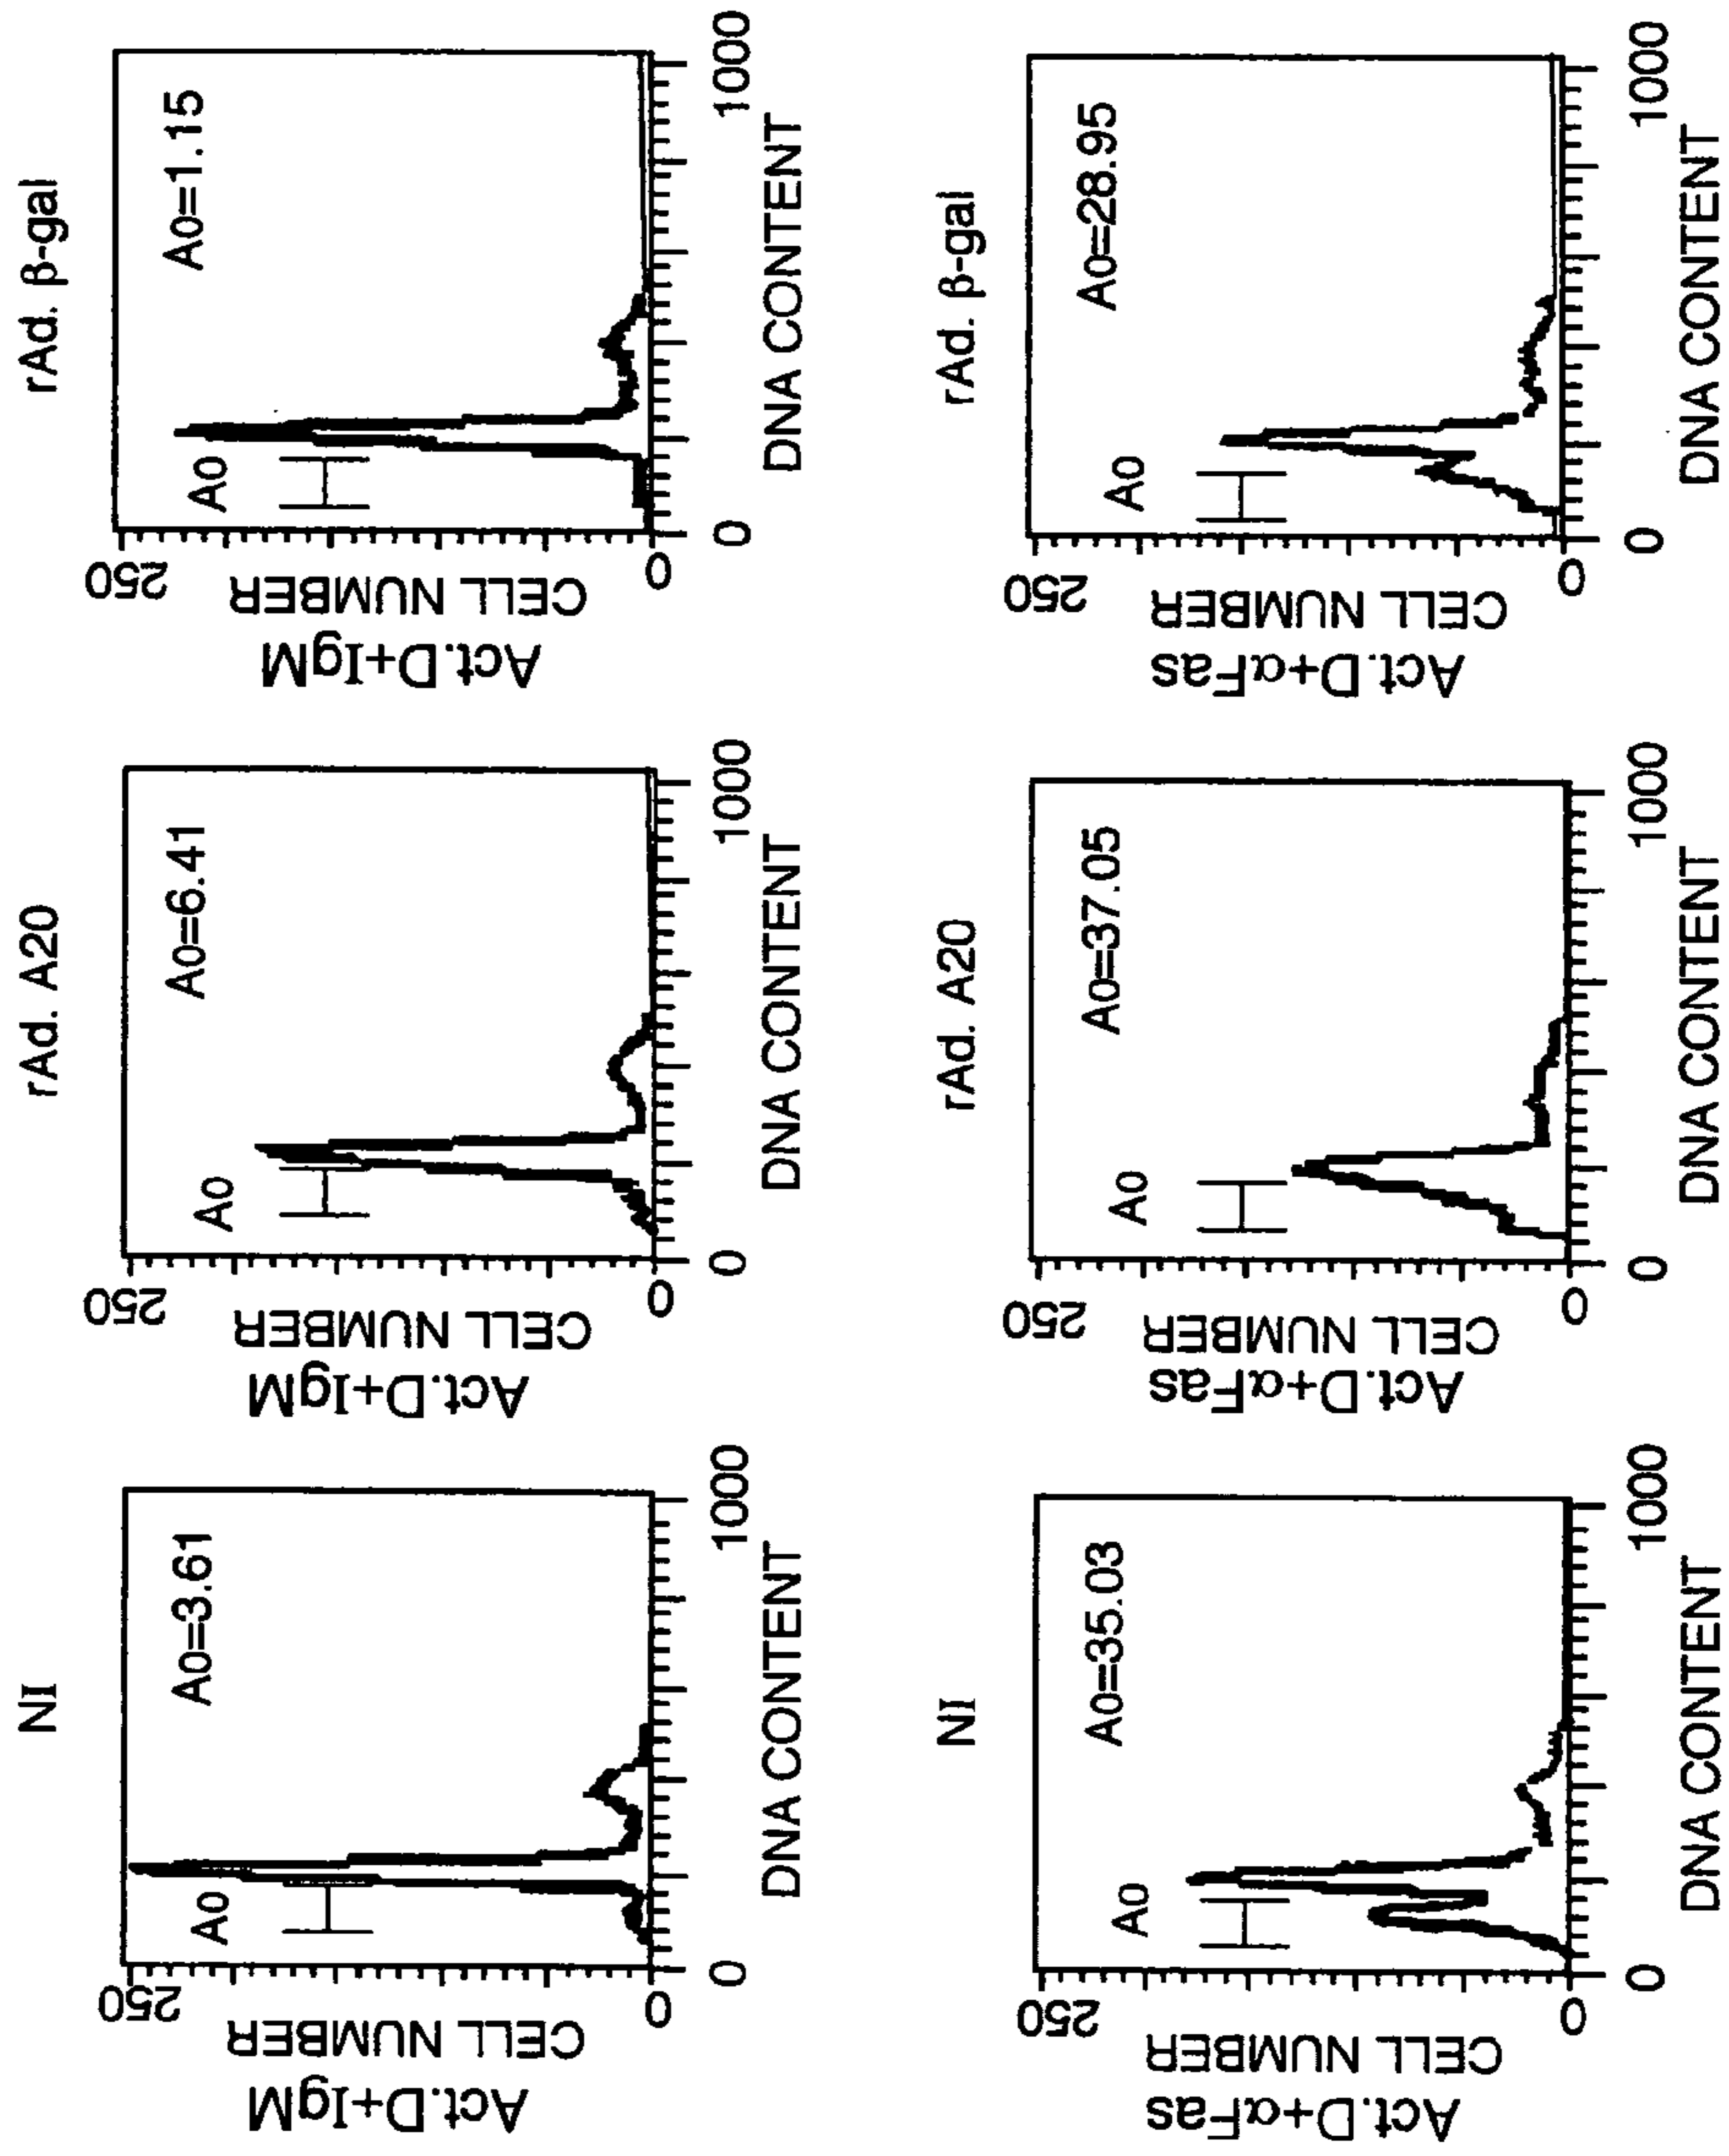 NI
Act.D+IgM
CELL NUMBER
250
0
A0
A0=3.61
0
1000
DNA CONTENT
rAd. A20
Act.D+IgM
CELL NUMBER
250
0
A0
A0=6.41
0
1000
DNA CONTENT
rAd. β-gal
Act.D+IgM
CELL NUMBER
250
0
A0
A0=1.15
0
1000
DNA CONTENT
NI
Act.D+αFas
CELL NUMBER
250
0
A0
A0=35.03
0
1000
DNA CONTENT
rAd. A20
Act.D+αFas
CELL NUMBER
250
0
A0
A0=37.05
0
1000
DNA CONTENT
rAd. β-gal
Act.D+αFas
CELL NUMBER
250
0
A0
A0=28.95
0
1000
DNA CONTENT